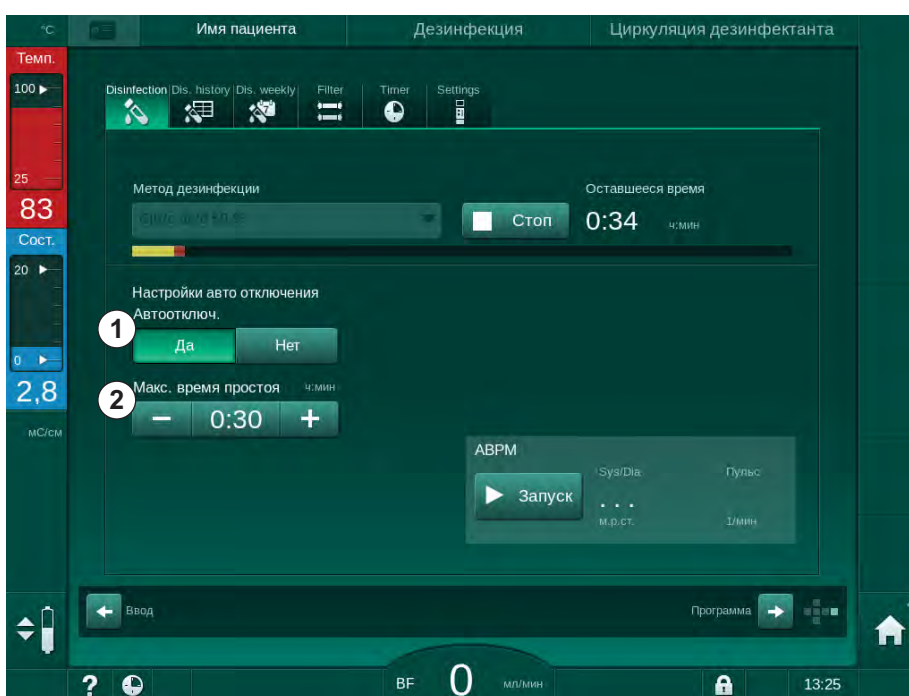 °C Имя пациента Дезинфекция Циркуляция дезинфектанта
Темп.
100
25
83
Сост.
20
0
2,8
мС/см
Disinfection Dis. history Dis. weekly Filter Timer Settings
7
Метод дезинфекции
Оставшееся время
Стоп 0:34 ч:мин
Настройки авто отключения
Автоотключ.
1
Да Нет
Макс. время простоя ч:мин
2
− 0:30 +
ABPM
Sys/Dia Пульс
Запуск . . .
м.р.ст. 1/мин
Ввод Программа
? BF 0 мл/мин 13:25